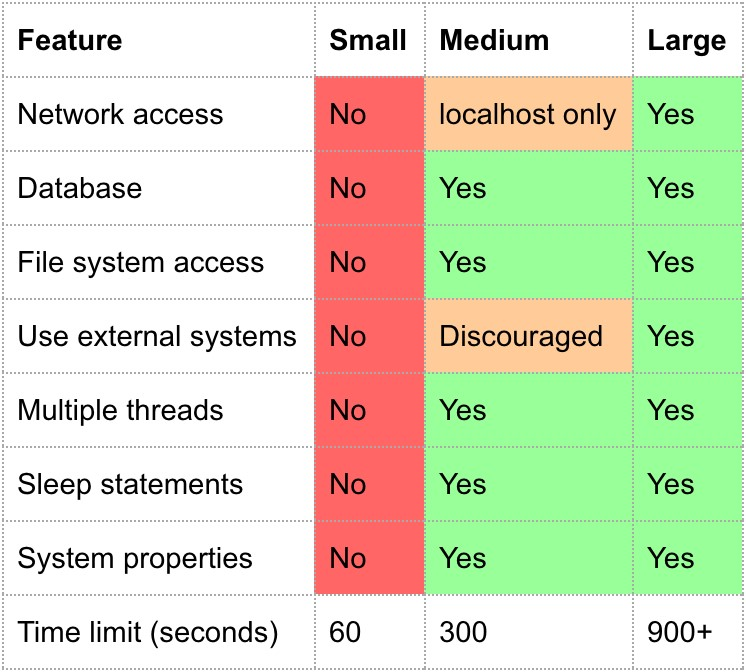 Feature Small Medium Large
Network access No localhost only Yes
Database No Yes Yes
File system access No Yes Yes
Use external systems No Discouraged Yes
Multiple threads No Yes Yes
Sleep statements No Yes Yes
System properties No Yes Yes
Time limit (seconds) 60 300 900+